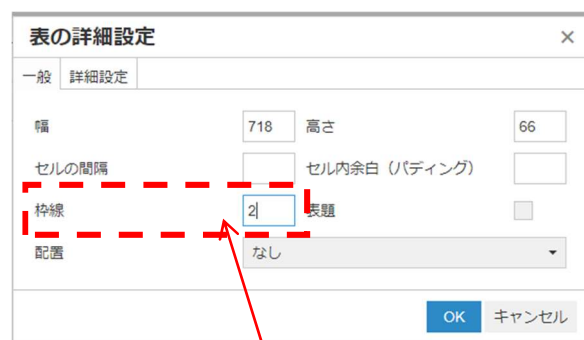 表の詳細設定 ×
一般 詳細設定
幅 718 高さ 66
セルの間隔 セル内余白（パディング）
枠線 2 表題
配置 なし
OK キャンセル